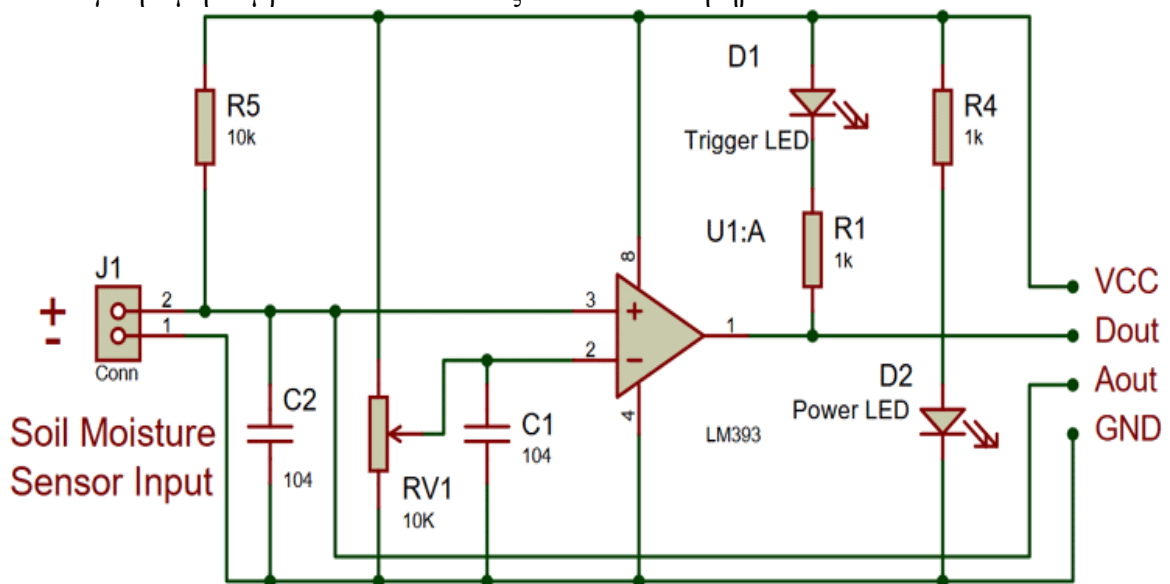 D1
R5
10k
R4
1k
Trigger LED
U1:A
R1
1k
8
J1
2
1
+
-
Conn
3
+
2
−
1
4
VCC
Dout
Aout
GND
D2
Power LED
C2
104
C1
104
LM393
Soil Moisture
Sensor Input
RV1
10K